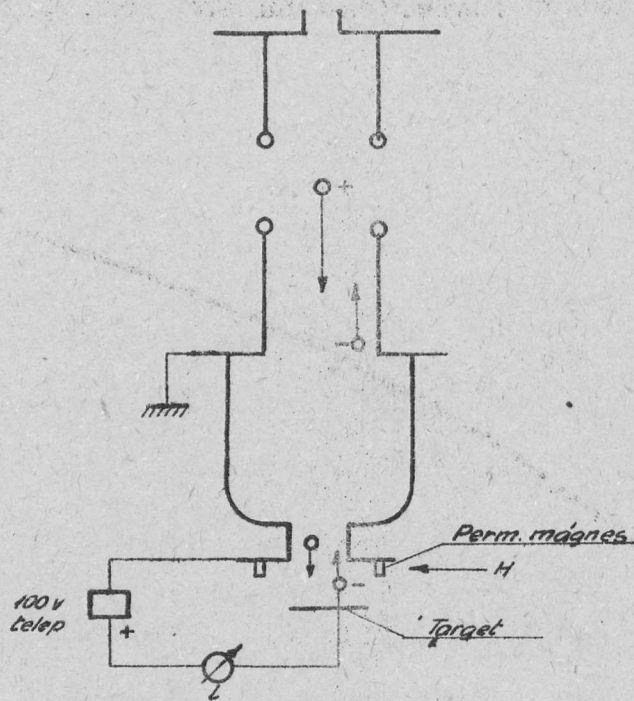 +
−
Perm. mágnes
H
−
100 v
telep
+
Target
i